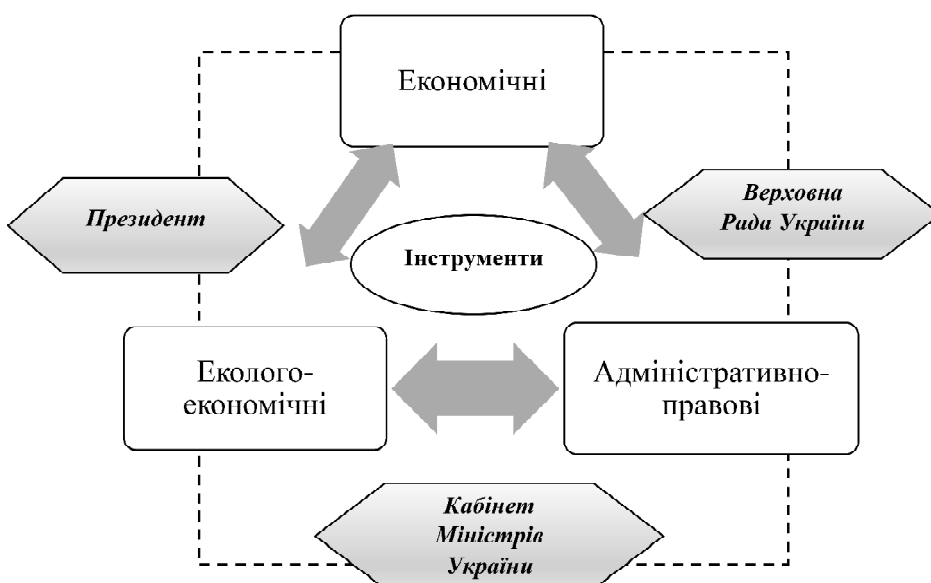 Економічні
Президент
Верховна
Рада України
Інструменти
Еколого-
економічні
Адміністративно-
правові
Кабінет
Міністрів
України